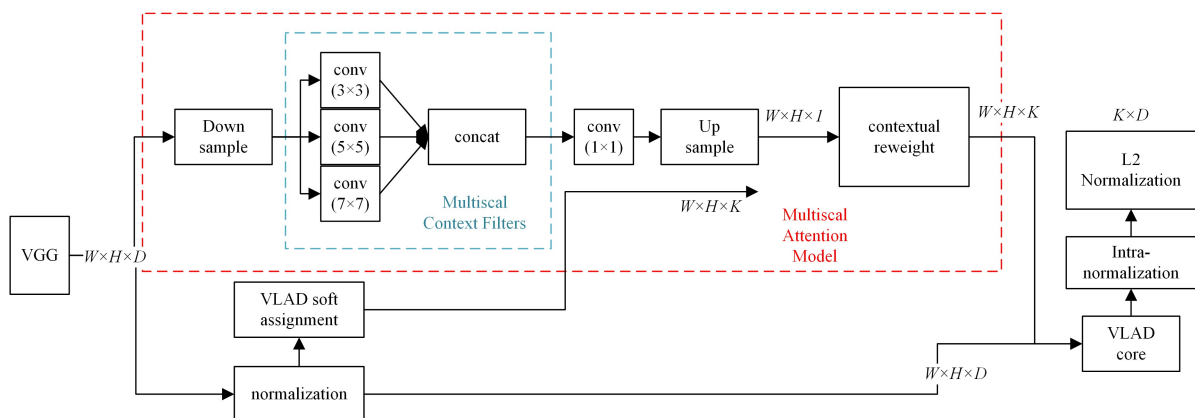 VGG
W×H×D
Down
sample
conv
(3×3)
conv
(5×5)
conv
(7×7)
concat
Multiscal
Context Filters
conv
(1×1)
Up
sample
W×H×1
contextual
reweight
W×H×K
W×H×K
Multiscal
Attention
Model
VLAD soft
assignment
normalization
W×H×D
K×D
L2
Normalization
Intra-
normalization
VLAD
core